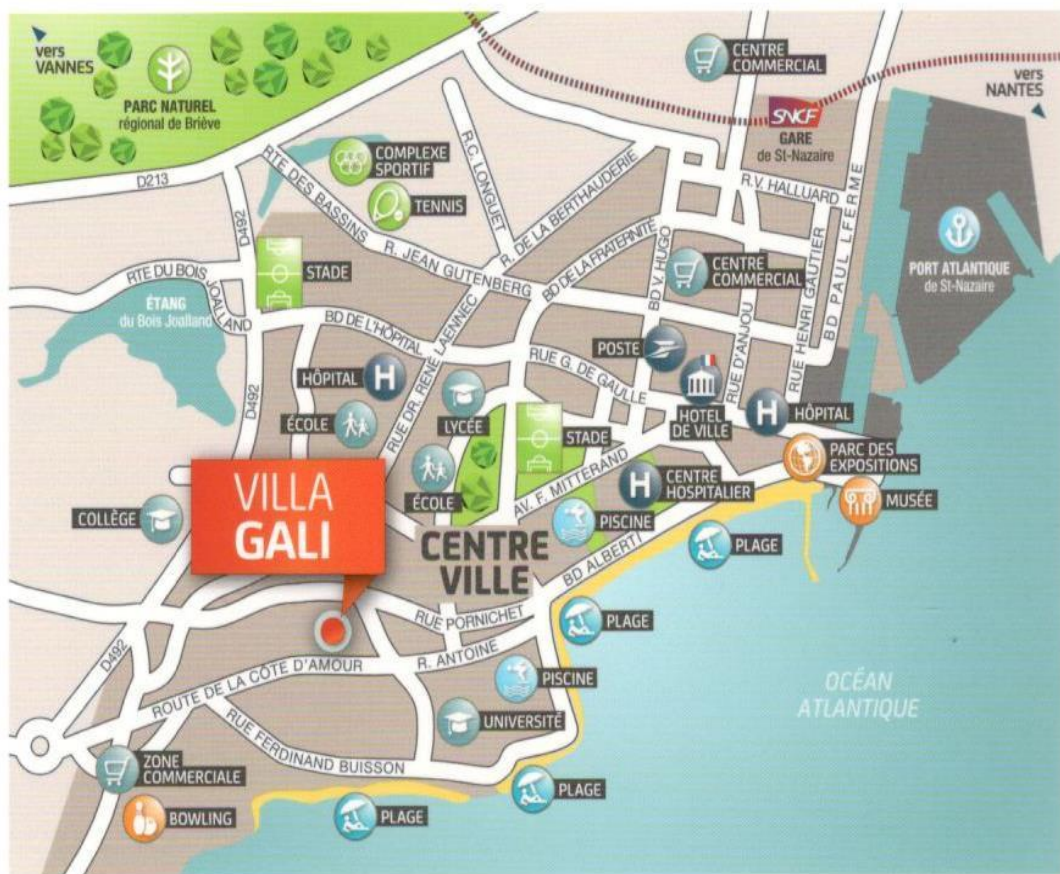 vers
VANNES
PARC NATUREL
régional de Briève
CENTRE
COMMERCIAL
vers
NANTES
SNCF
GARE
de St-Nazaire
COMPLEXE
SPORTIF
TENNIS
R.C. LONGUET
R. DE LA BERTHAUDERIE
R.V. HALLUARD
D213
D492
RTE DES BASSINS
R. JEAN GUTENBERG
BD DE LA FRATERNITÉ
BD V. HUGO
CENTRE
COMMERCIAL
RUE HENRI GAUTIER
BD PAUL LFERME
PORT ATLANTIQUE
de St-Nazaire
RTE DU BOIS
JOALLAND
STADE
ÉTANG
du Bois Joalland
BD DE L'HÔPITAL
RUE DR. RENÉ LAENNEC
RUE G. DE GAULLE
POSTE
RUE D'ANJOU
HÔPITAL
H
LYCÉE
HOTEL
DE VILLE
H
HÔPITAL
D492
ÉCOLE
STADE
PARC DES
EXPOSITIONS
VILLA
GALI
ÉCOLE
AV. F. MITTERAND
H
CENTRE
HOSPITALIER
MUSÉE
COLLÈGE
PISCINE
CENTRE
VILLE
BD ALBERT I
PLAGE
RUE PORNICHET
PLAGE
D492
ROUTE DE LA CÔTE D'AMOUR
R. ANTOINE
PISCINE
OCÉAN
ATLANTIQUE
UNIVERSITÉ
RUE FERDINAND BUISSON
ZONE
COMMERCIALE
PLAGE
BOWLING
PLAGE